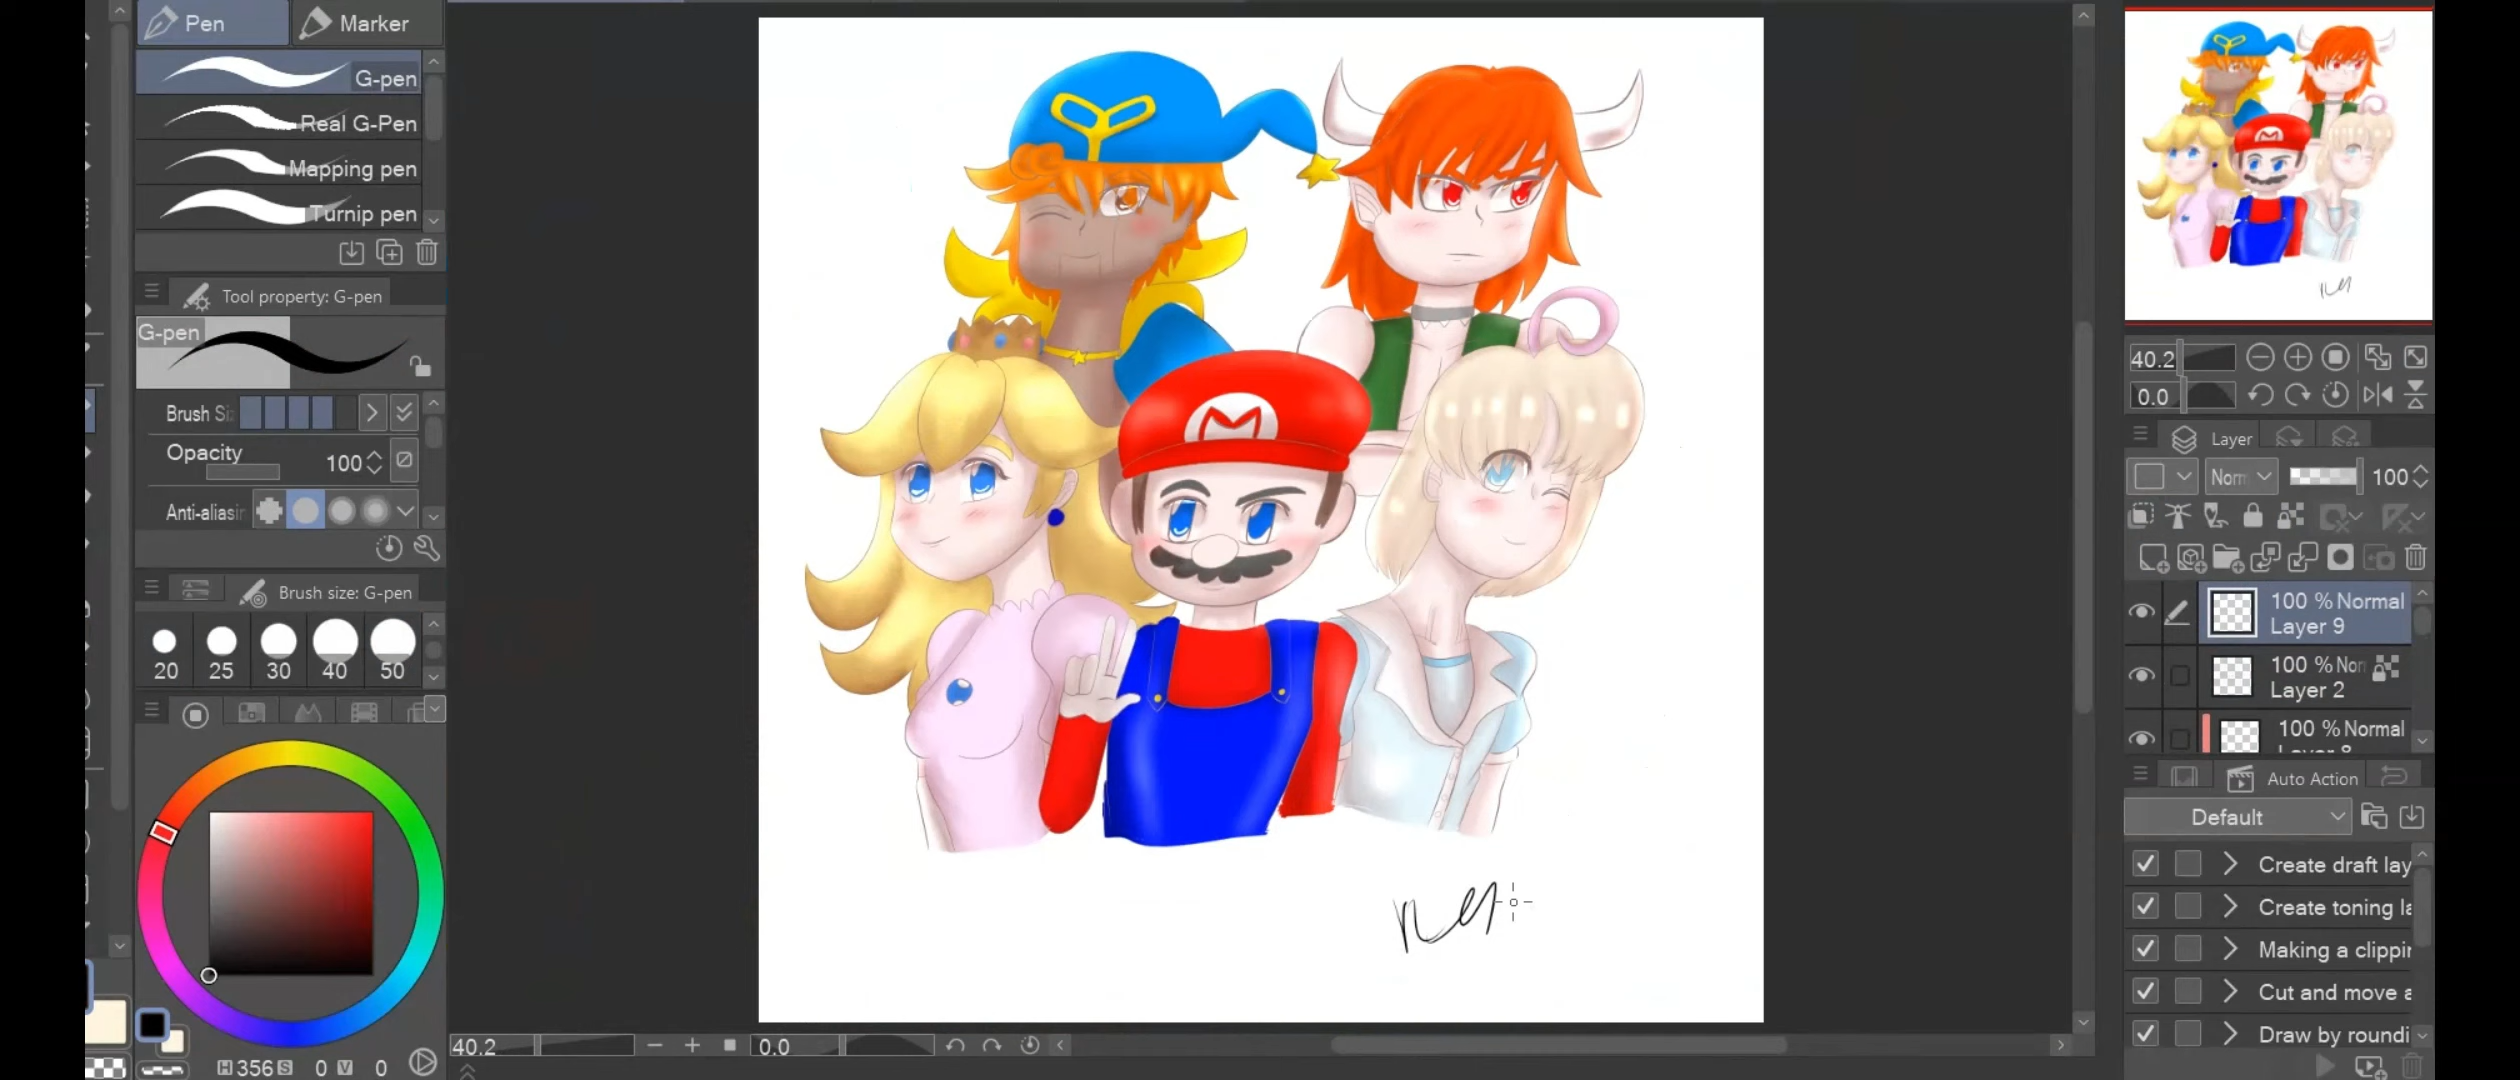 Pen
Marker
G-pen
Real G-Pen
Mapping pen
Turnip pen
Tool property: G-pen
G-pen
Brush Si
Opacity
100
Anti-aliasin
Brush size: G-pen
20 25 30 40 50
H 356 S 0 V 0
M
40.2
0.0
40.2
0.0
Layer
Norm
100
100 % Normal
Layer 9
100 % Nor
Layer 2
100 % Normal
Layer 8
Auto Action
Default
Create draft lay
Create toning la
Making a clippin
Cut and move a
Draw by roundi